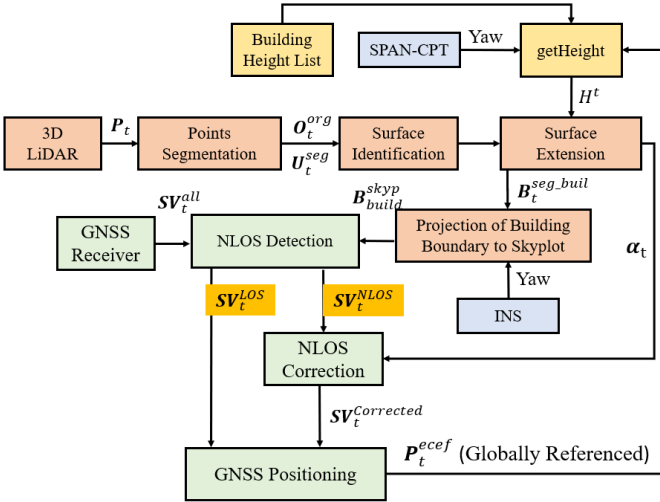 Building
Height List
SPAN-CPT
Yaw
getHeight
H^t
3D
LiDAR
P_t
Points
Segmentation
O_t^{org}
U_t^{seg}
Surface
Identification
Surface
Extension
SV_t^{all}
B_{build}^{skyp}
B_t^{seg_buil}
GNSS
Receiver
NLOS Detection
Projection of Building
Boundary to Skyplot
α_t
SV_t^{LOS}
SV_t^{NLOS}
Yaw
INS
NLOS
Correction
SV_t^{Corrected}
GNSS Positioning
P_t^{ecef} (Globally Referenced)